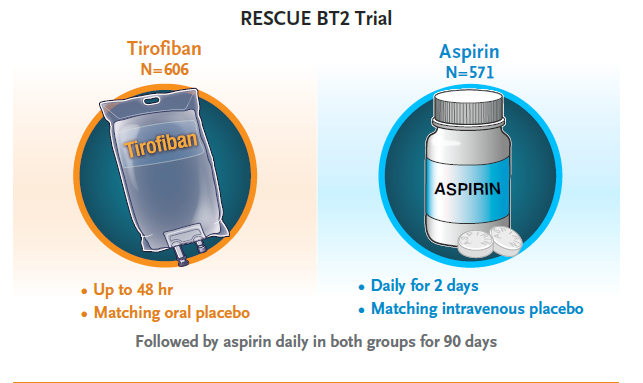 RESCUE BT2 Trial
Tirofiban
N=606
Tirofiban
• Up to 48 hr
• Matching oral placebo
Aspirin
N=571
ASPIRIN
• Daily for 2 days
• Matching intravenous placebo
Followed by aspirin daily in both groups for 90 days